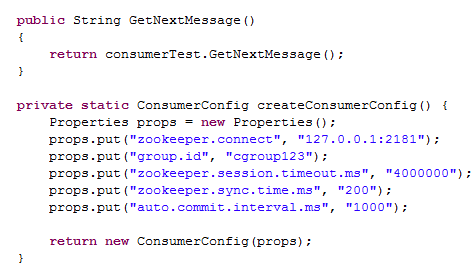 public String GetNextMessage()
{
    return consumerTest.GetNextMessage();
}

private static ConsumerConfig createConsumerConfig() {
    Properties props = new Properties();
    props.put("zookeeper.connect", "127.0.0.1:2181");
    props.put("group.id", "cgroup123");
    props.put("zookeeper.session.timeout.ms", "4000000");
    props.put("zookeeper.sync.time.ms", "200");
    props.put("auto.commit.interval.ms", "1000");

    return new ConsumerConfig(props);
}